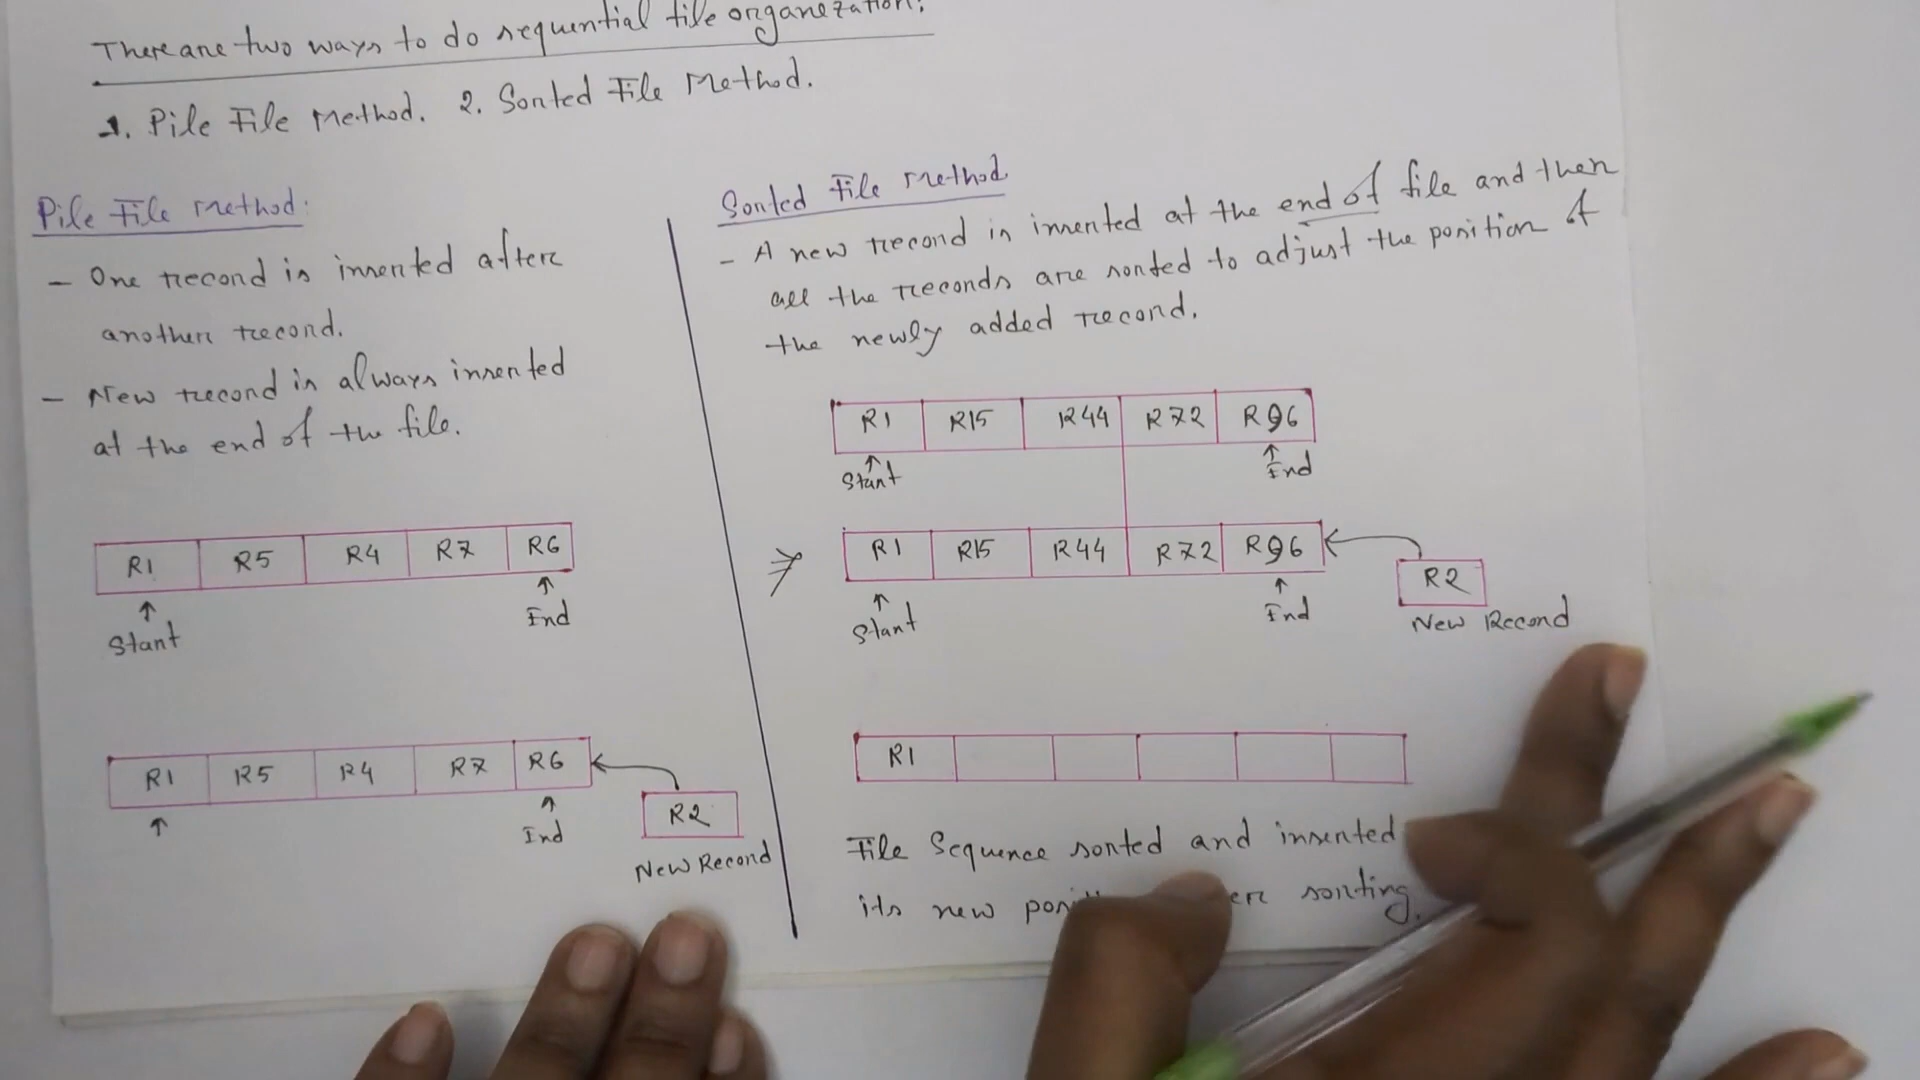 There are two ways to do sequential file organization.
1. Pile File Method. 2. Sorted File Method.
Pile File Method:
- One record is inserted after
another record.
- New record is always inserted
at the end of the file.
R1 R5 R4 R7 R6
Start End
R1 R5 R4 R7 R6
R2
End
New Record
Sorted File Method
- A new record is inserted at the end of file and then
all the records are sorted to adjust the position of
the newly added record.
R1 R15 R44 R72 R96
Start End
R1 R15 R44 R72 R96
R2
Start End New Record
R1
File Sequence sorted and inserted
its new sorting.